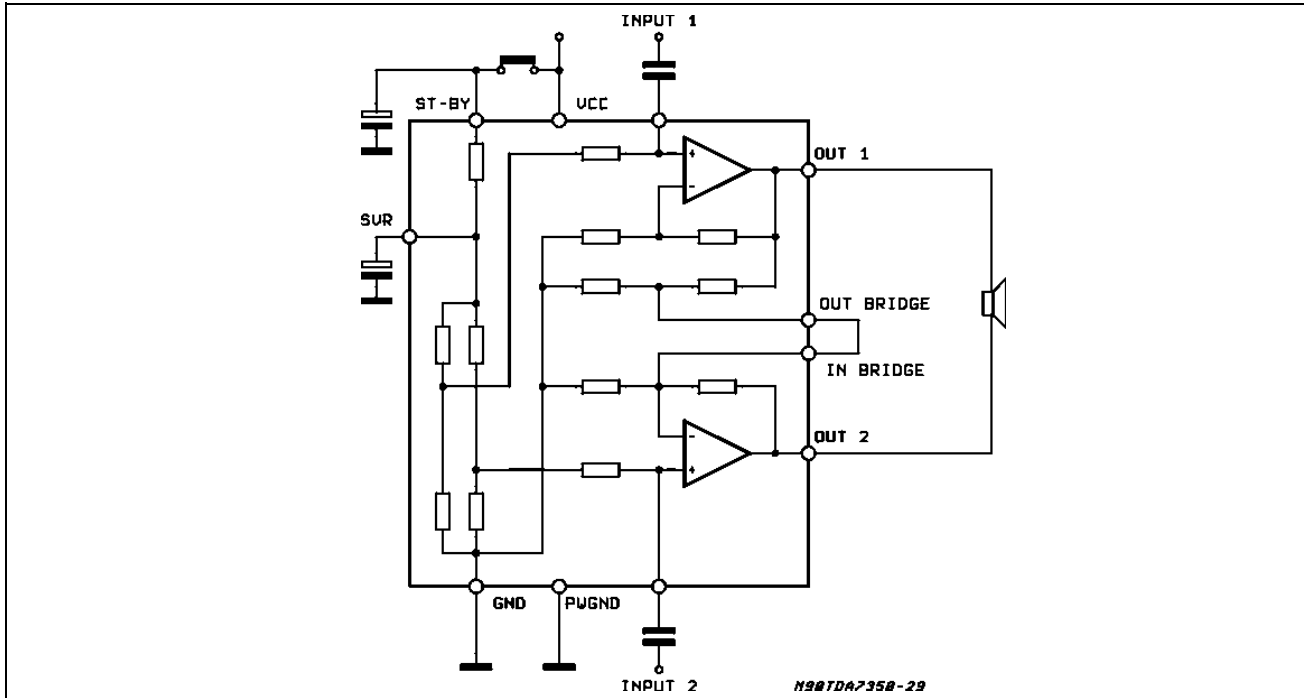 INPUT 1
ST-BY
VCC
OUT 1
SVR
OUT BRIDGE
IN BRIDGE
OUT 2
GND
PWGND
INPUT 2
M90TDA7350-29